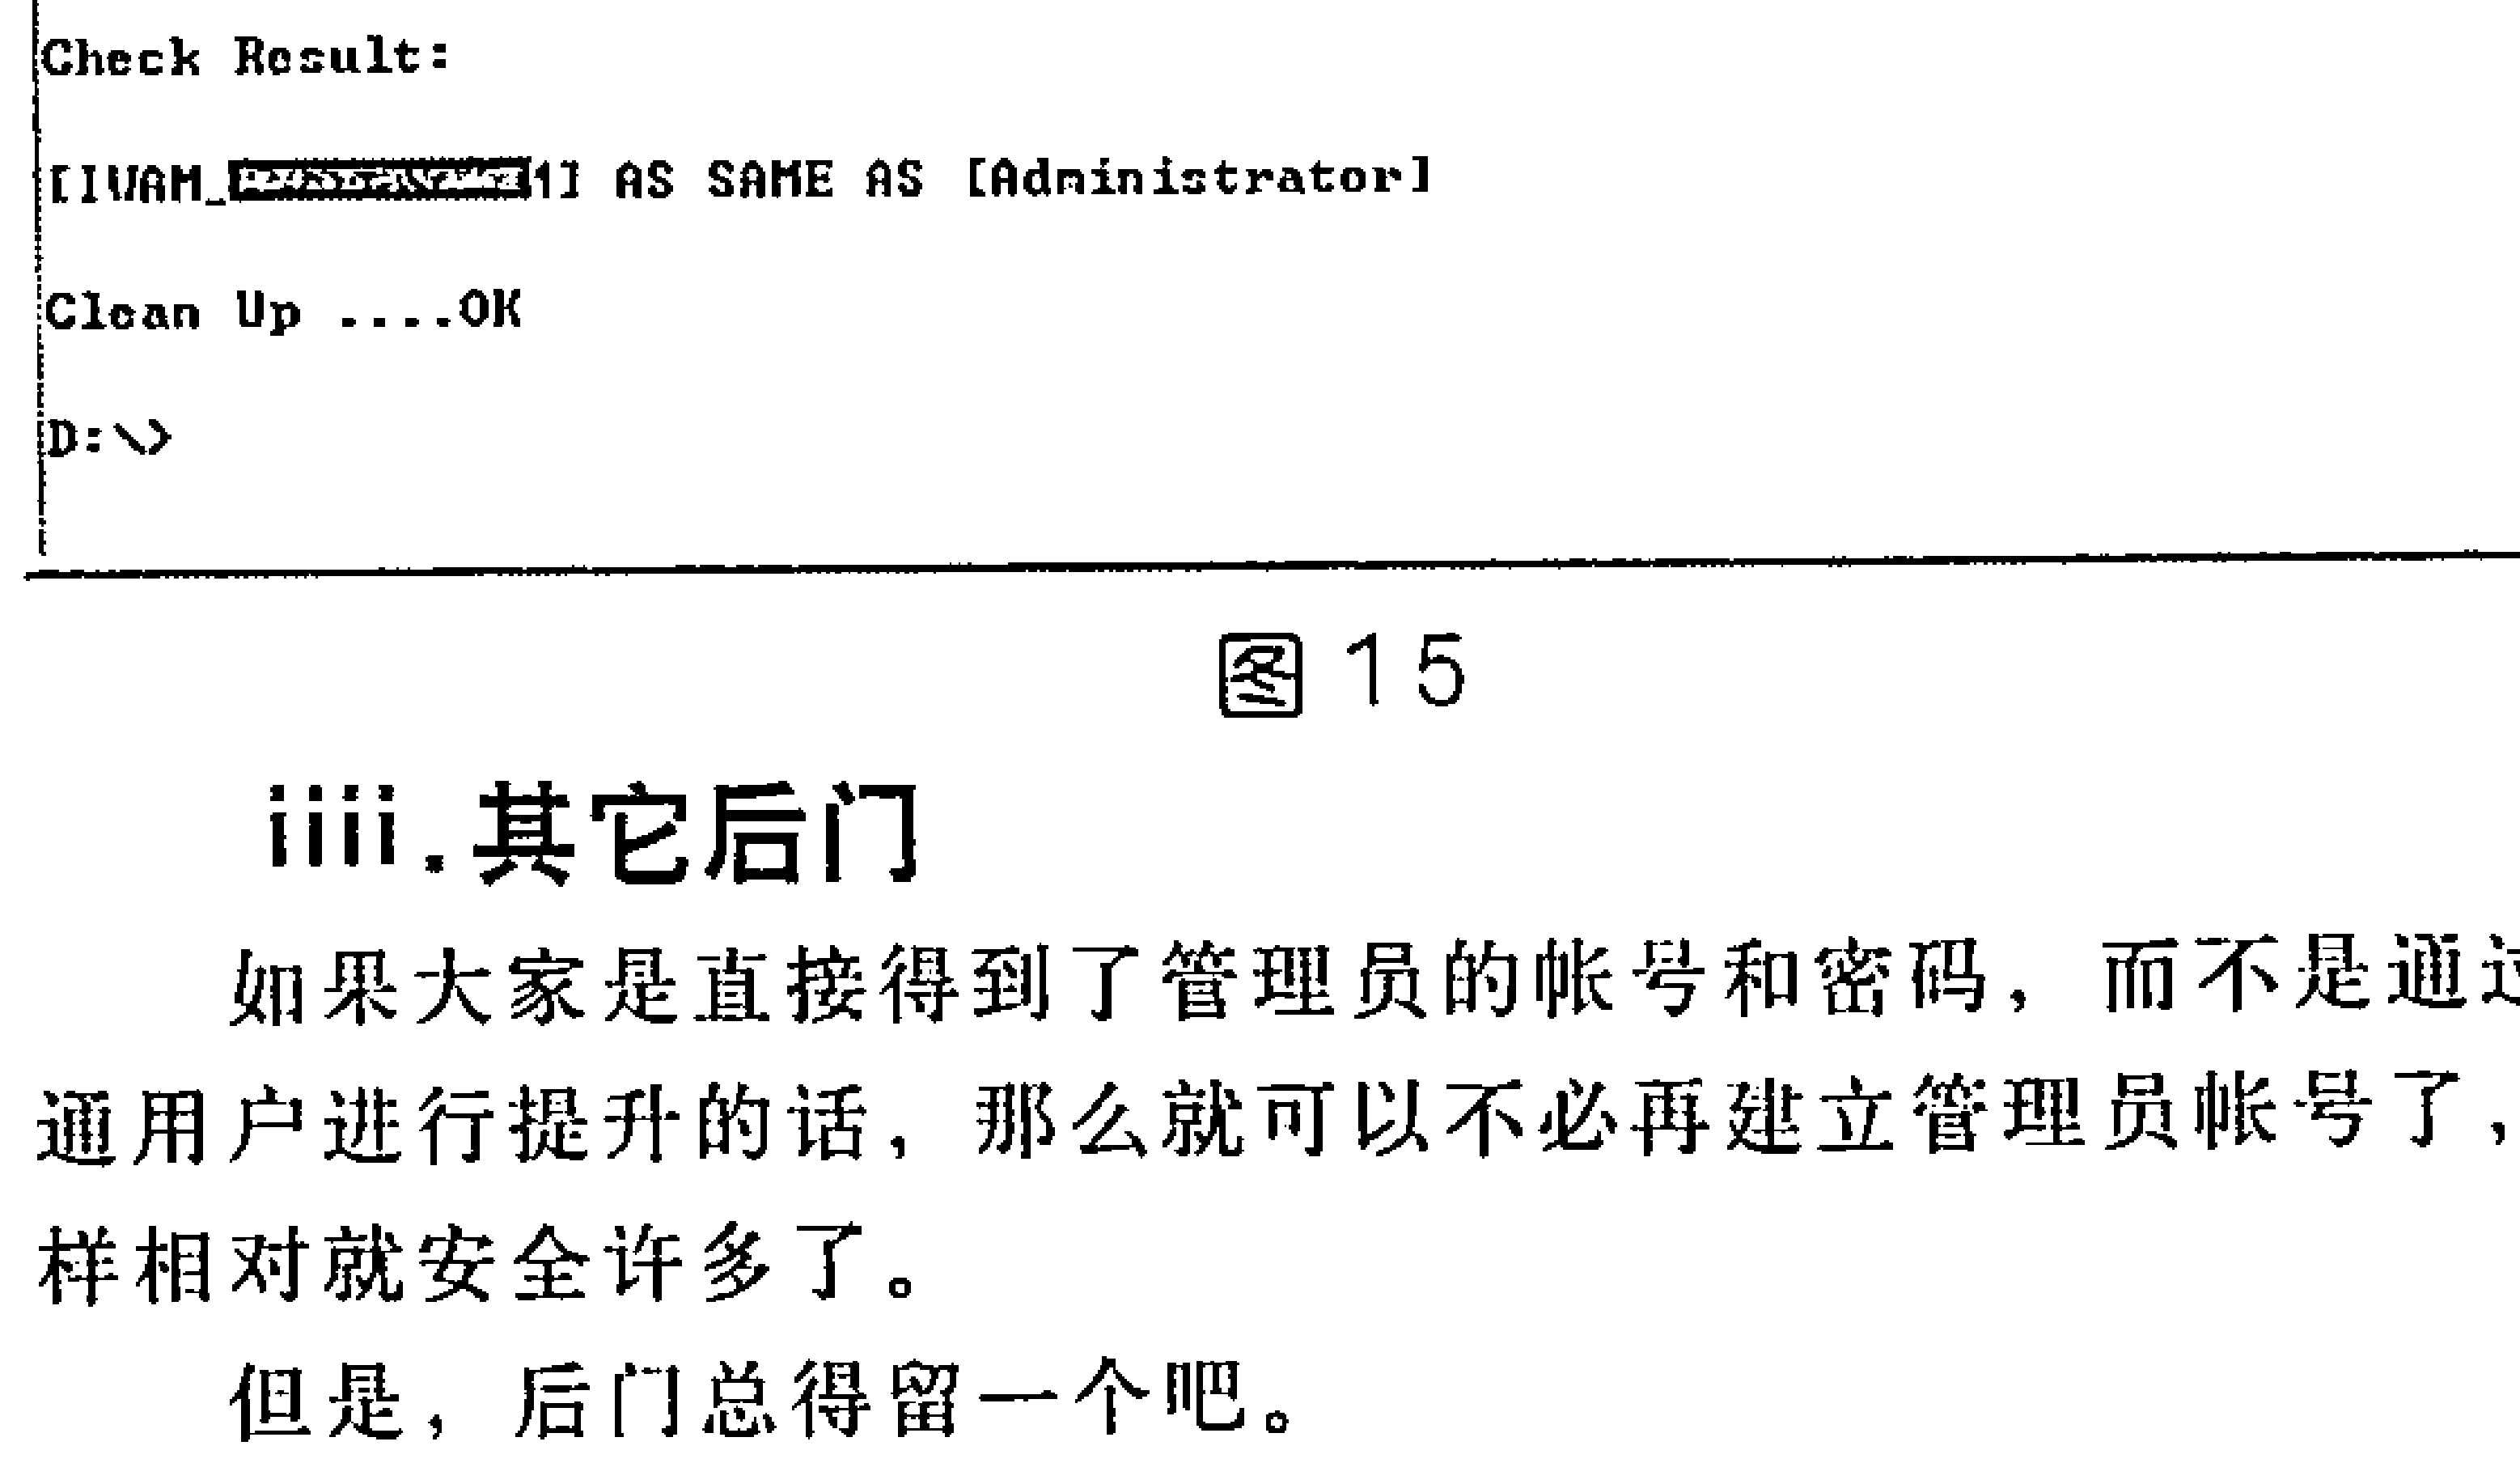 Check Result:
[IWAM_ 1] AS SAME AS [Administrator]
Clean Up ....OK
D:\>
图 15
iiii.其它后门
如果大家是直接得到了管理员的帐号和密码，而不是通过
通用户进行提升的话，那么就可以不必再建立管理员帐号了，
样相对就安全许多了。
但是，后门总得留一个吧。